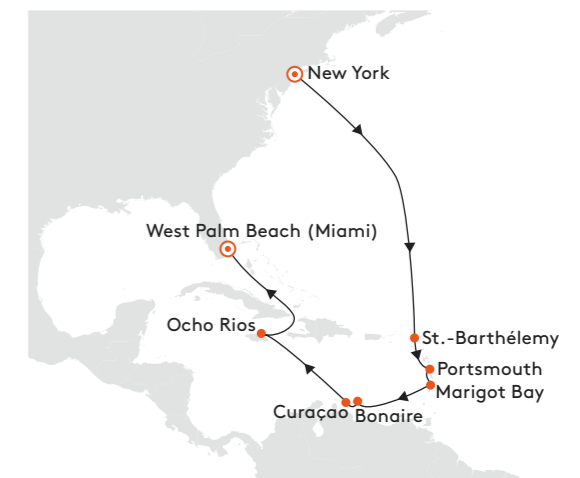 New York
West Palm Beach (Miami)
Ocho Rios
St.-Barthélemy
Portsmouth
Marigot Bay
Curaçao
Bonaire